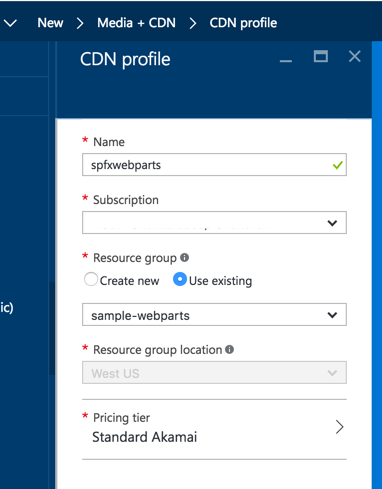 New > Media + CDN > CDN profile
CDN profile
* Name
spfxwebparts
* Subscription
* Resource group
Create new Use existing
ic)
sample-webparts
* Resource group location
West US
* Pricing tier
Standard Akamai